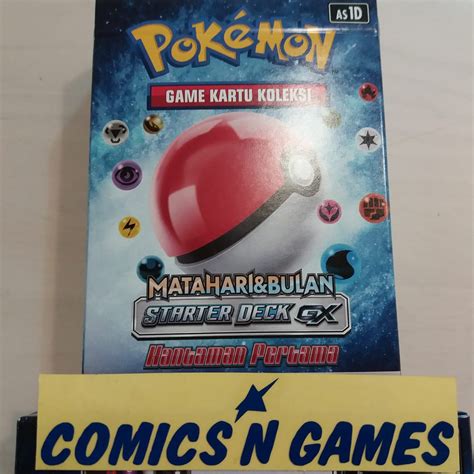 AS1D
POKéMON
GAME KARTU KOLEKSI
MATAHARI&BULAN
STARTER DECK GX
Hantaman Pertama
COMICS N GAMES